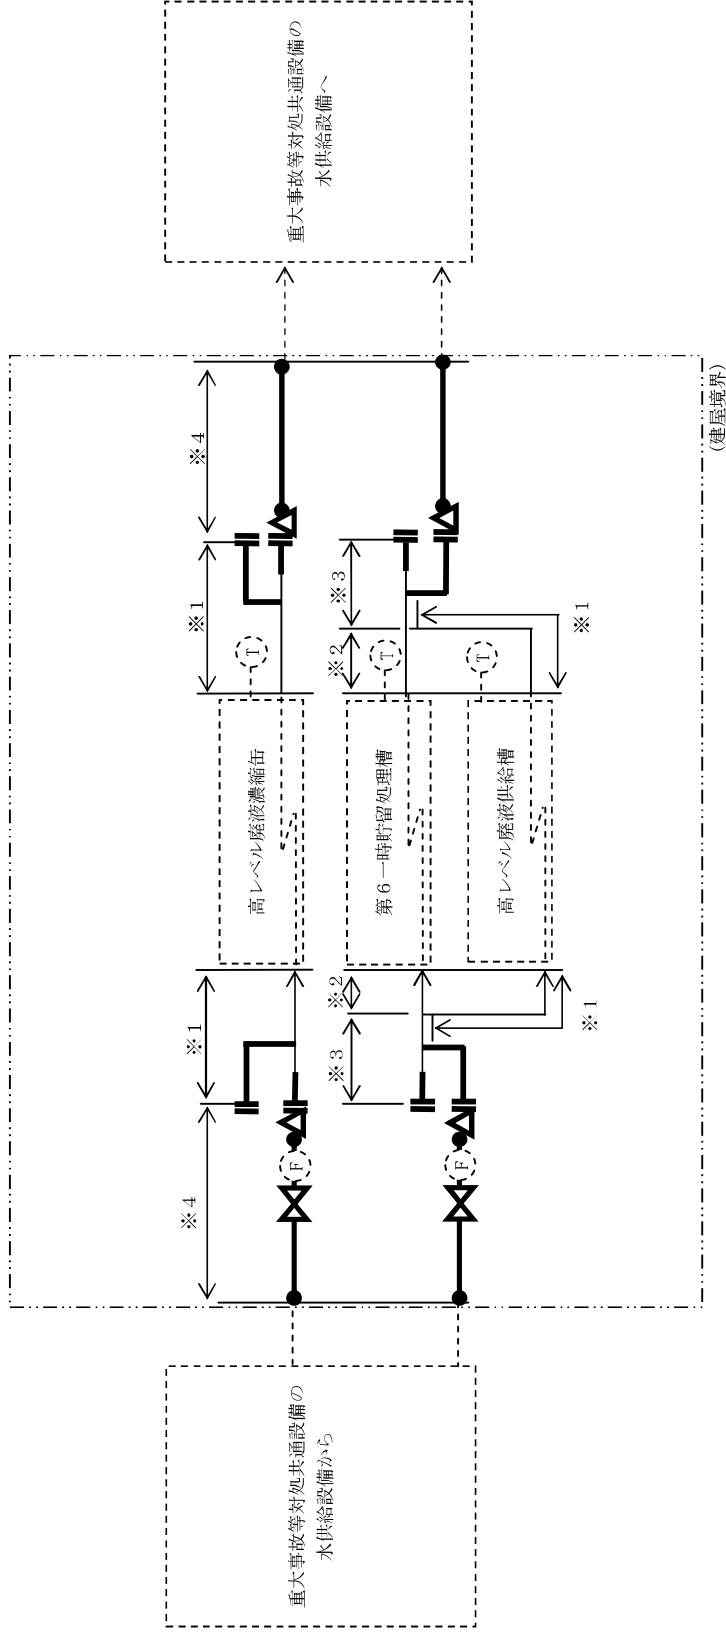 重大事故等対処共通設備の
水供給設備から
※4
※1
F
高レベル廃液濃縮缶
T
※1
※4
※3
※2
F
第6一時貯留処理槽
T
※2
※3
※1
高レベル廃液供給槽
T
※1
重大事故等対処共通設備の
水供給設備へ
(建屋境界)